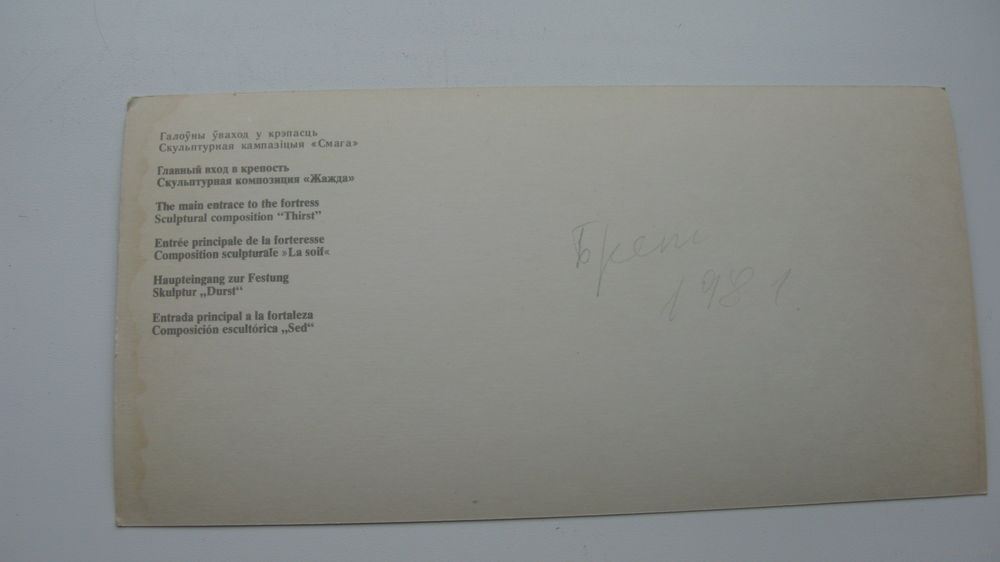 Галоўны ўваход у крэпасць
Скульптурная кампазіцыя «Смага»
Главный вход в крепость
Скульптурная композиция «Жажда»
The main entrace to the fortress
Sculptural composition “Thirst”
Entrée principale de la forteresse
Composition sculpturale »La soif«
Haupteingang zur Festung
Skulptur „Durst“
Entrada principal a la fortaleza
Composición escultórica „Sed“
Брест
1981